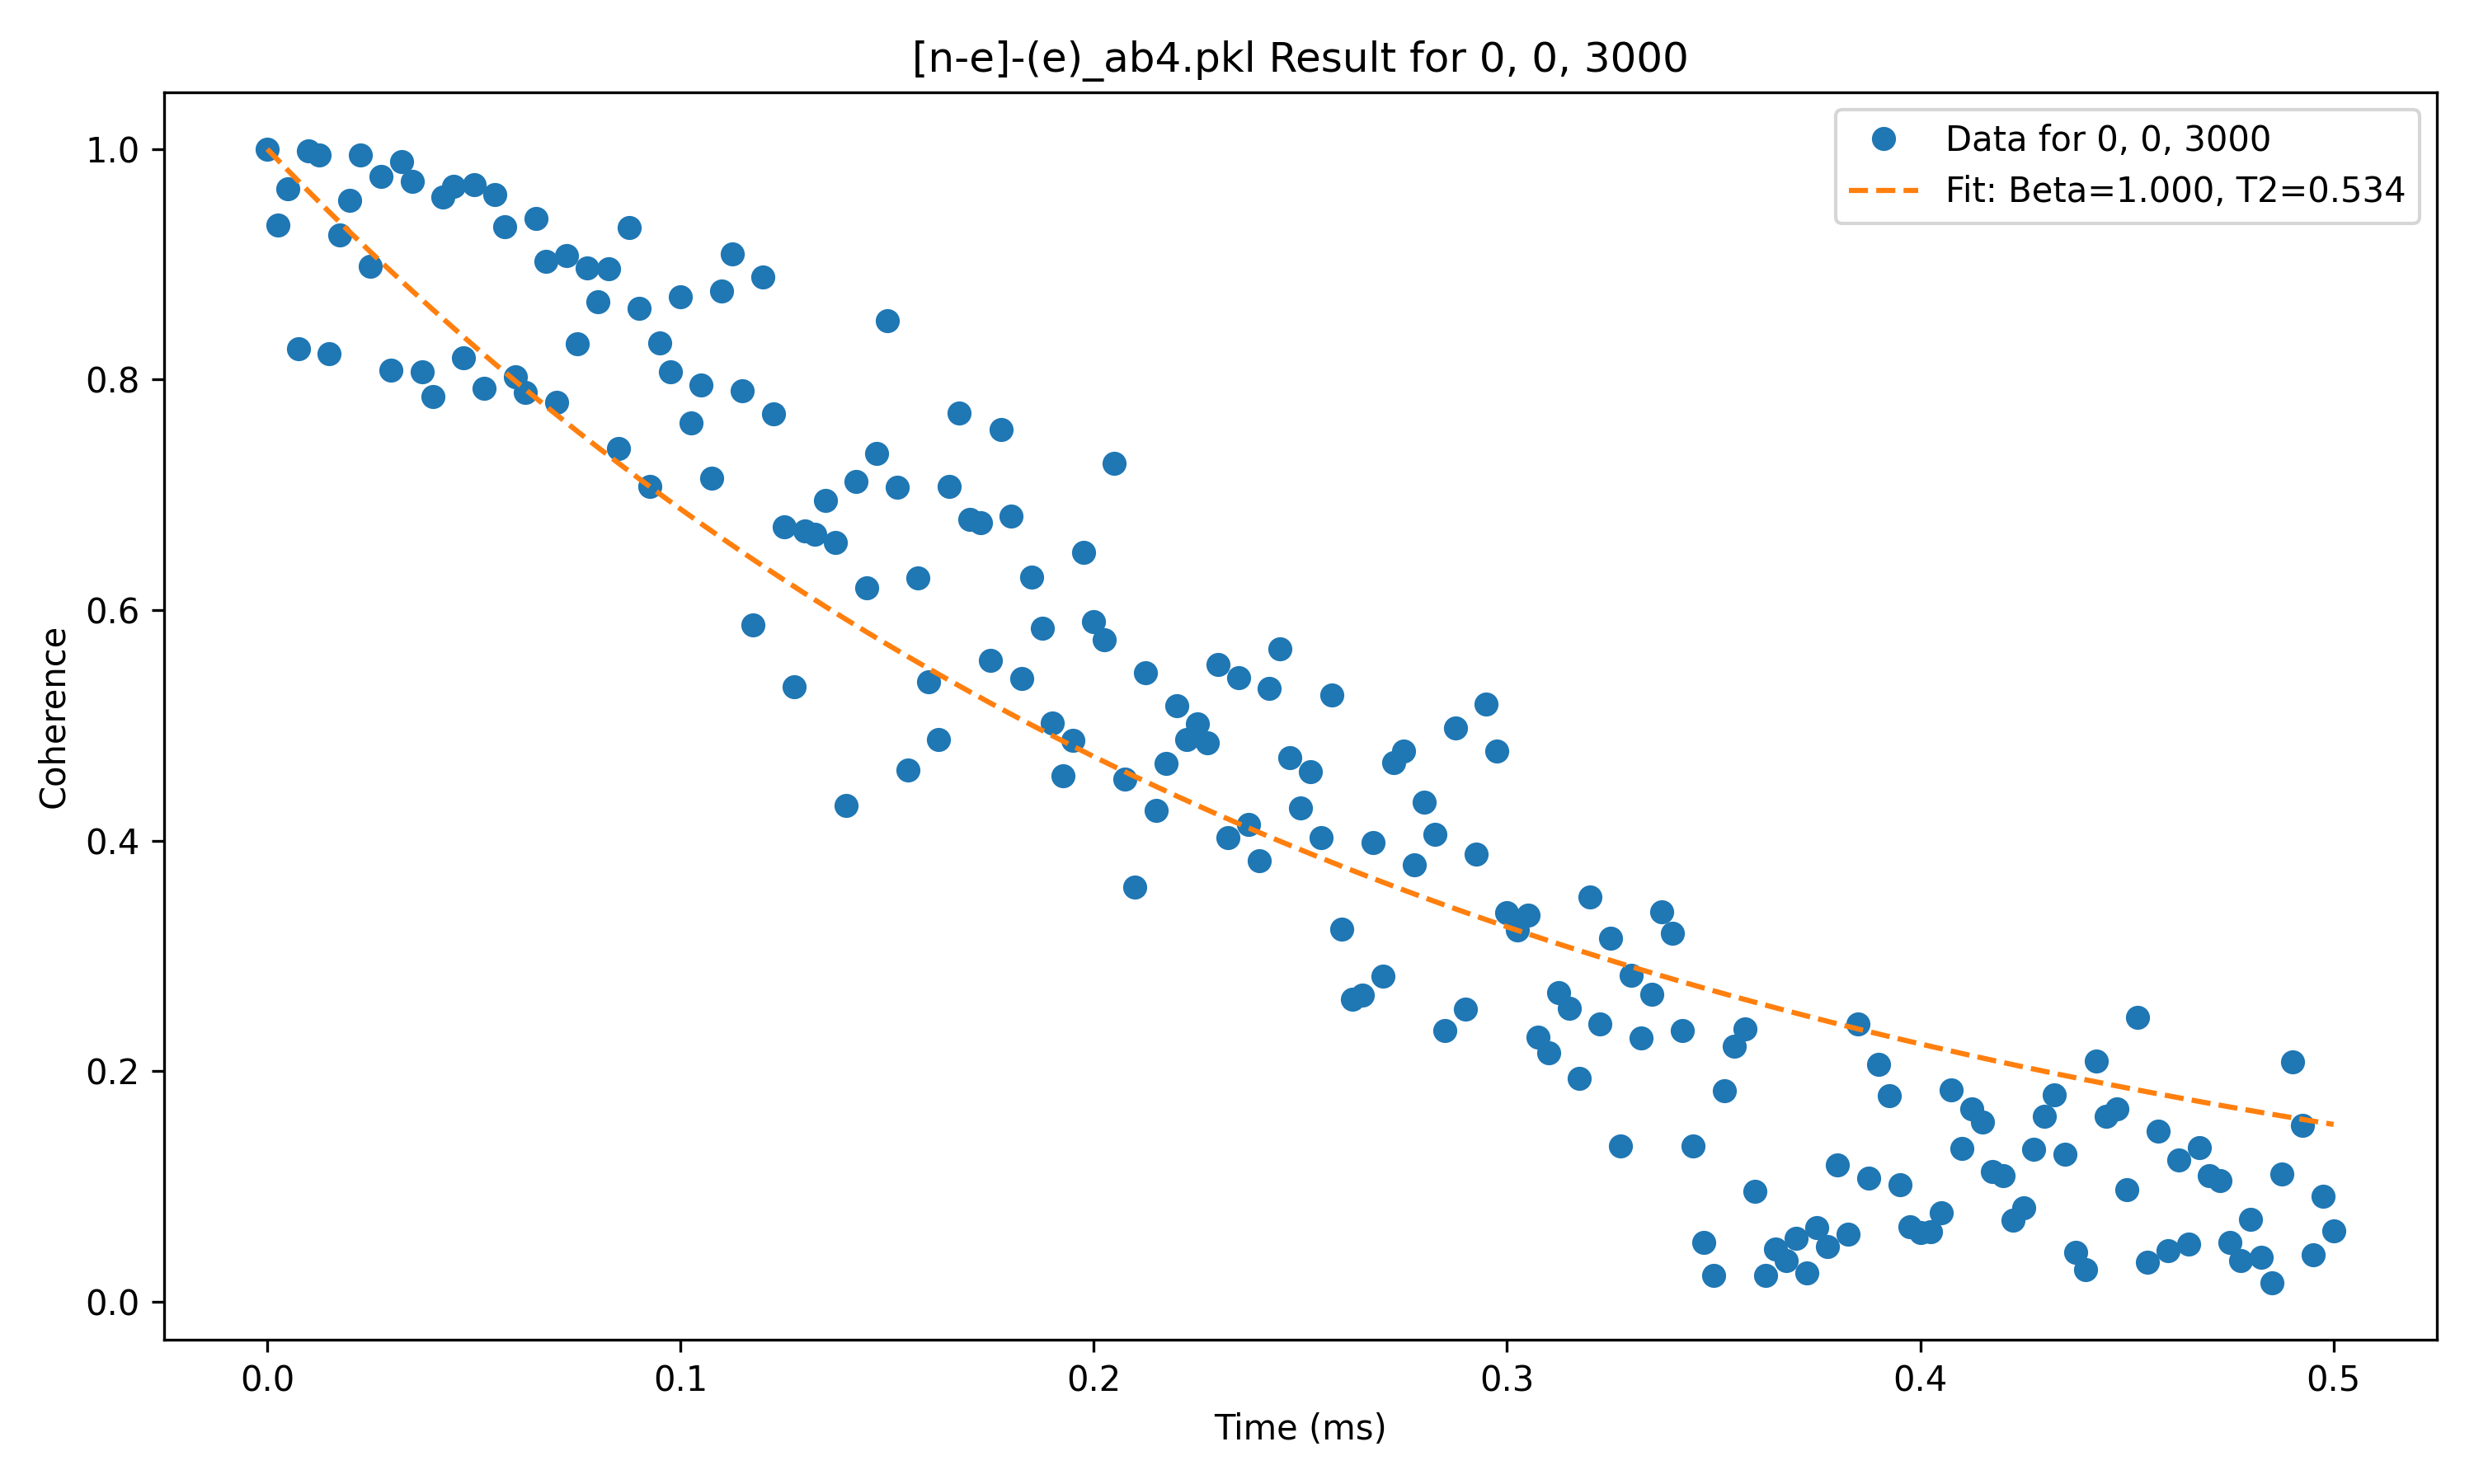 [n-e]-(e)_ab4.pkl Result for 0, 0, 3000
Data for 0, 0, 3000
Fit: Beta=1.000, T2=0.534
Coherence
1.0
0.8
0.6
0.4
0.2
0.0
0.0 0.1 0.2 0.3 0.4 0.5
Time (ms)